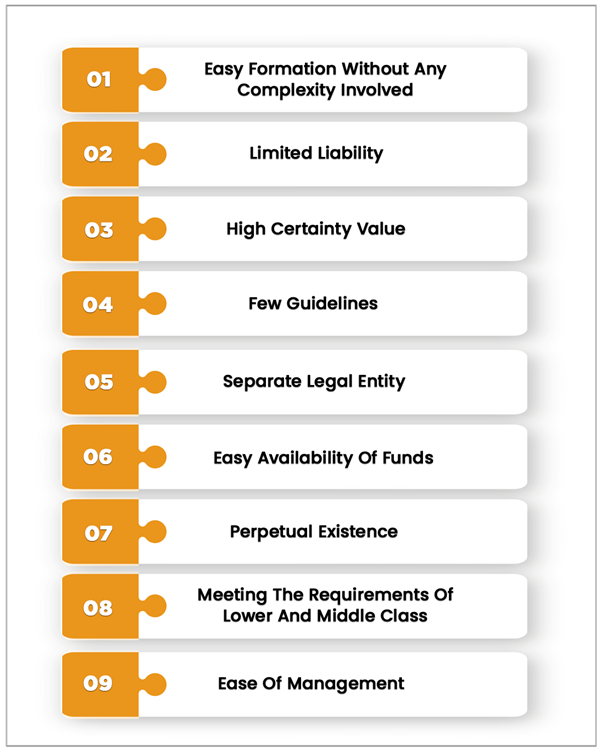 01
Easy Formation Without Any
Complexity Involved
02
Limited Liability
03
High Certainty Value
04
Few Guidelines
05
Separate Legal Entity
06
Easy Availability Of Funds
07
Perpetual Existence
08
Meeting The Requirements Of
Lower And Middle Class
09
Ease Of Management